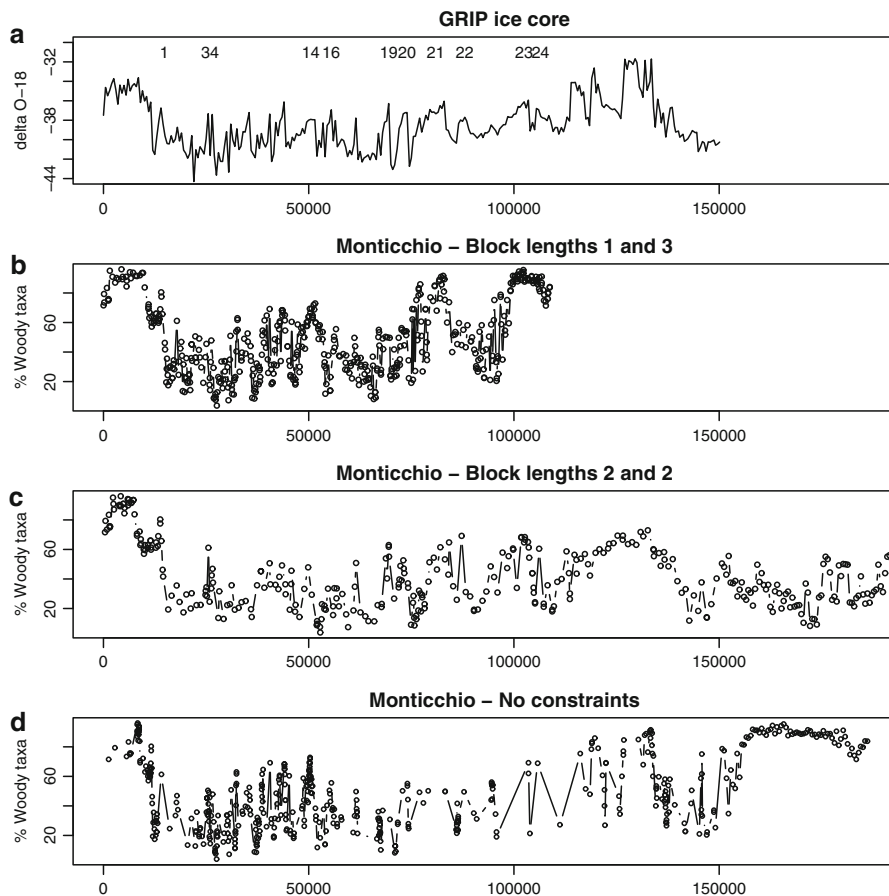 GRIP ice core
a
1 34 14 16 1920 21 22 2324
delta O−18
−32
−38
−44
0 50000 100000 150000
Monticchio − Block lengths 1 and 3
b
% Woody taxa
60
20
0 50000 100000 150000
Monticchio − Block lengths 2 and 2
c
% Woody taxa
60
20
0 50000 100000 150000
Monticchio − No constraints
d
% Woody taxa
60
20
0 50000 100000 150000